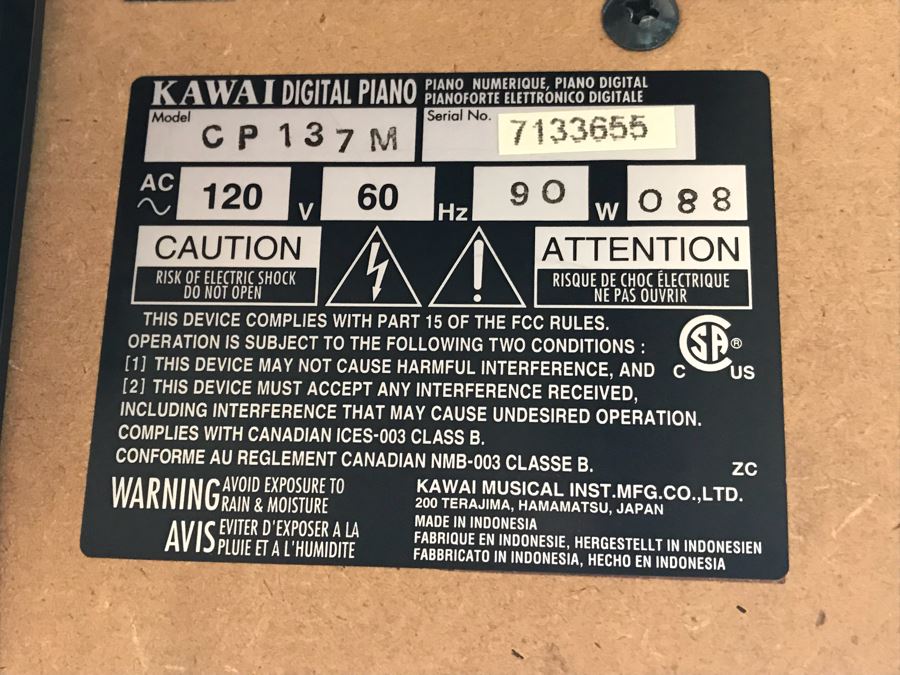 KAWAI DIGITAL PIANO PIANO NUMERIQUE, PIANO DIGITAL
PIANOFORTE ELETTRONICO DIGITALE
Model CP137M Serial No. 7133655
AC 120 V 60 Hz 90 W 088
CAUTION
RISK OF ELECTRIC SHOCK
DO NOT OPEN
ATTENTION
RISQUE DE CHOC ÉLECTRIQUE
NE PAS OUVRIR
THIS DEVICE COMPLIES WITH PART 15 OF THE FCC RULES.
OPERATION IS SUBJECT TO THE FOLLOWING TWO CONDITIONS :
[1] THIS DEVICE MAY NOT CAUSE HARMFUL INTERFERENCE, AND
[2] THIS DEVICE MUST ACCEPT ANY INTERFERENCE RECEIVED,
INCLUDING INTERFERENCE THAT MAY CAUSE UNDESIRED OPERATION.
COMPLIES WITH CANADIAN ICES-003 CLASS B.
CONFORME AU REGLEMENT CANADIAN NMB-003 CLASSE B.
C SA ® US
ZC
WARNING AVOID EXPOSURE TO
RAIN & MOISTURE
AVIS EVITER D'EXPOSER A LA
PLUIE ET A L'HUMIDITE
KAWAI MUSICAL INST.MFG.CO.,LTD.
200 TERAJIMA, HAMAMATSU, JAPAN
MADE IN INDONESIA
FABRIQUE EN INDONESIE, HERGESTELLT IN INDONESIEN
FABBRICATO IN INDONESIA, HECHO EN INDONESIA